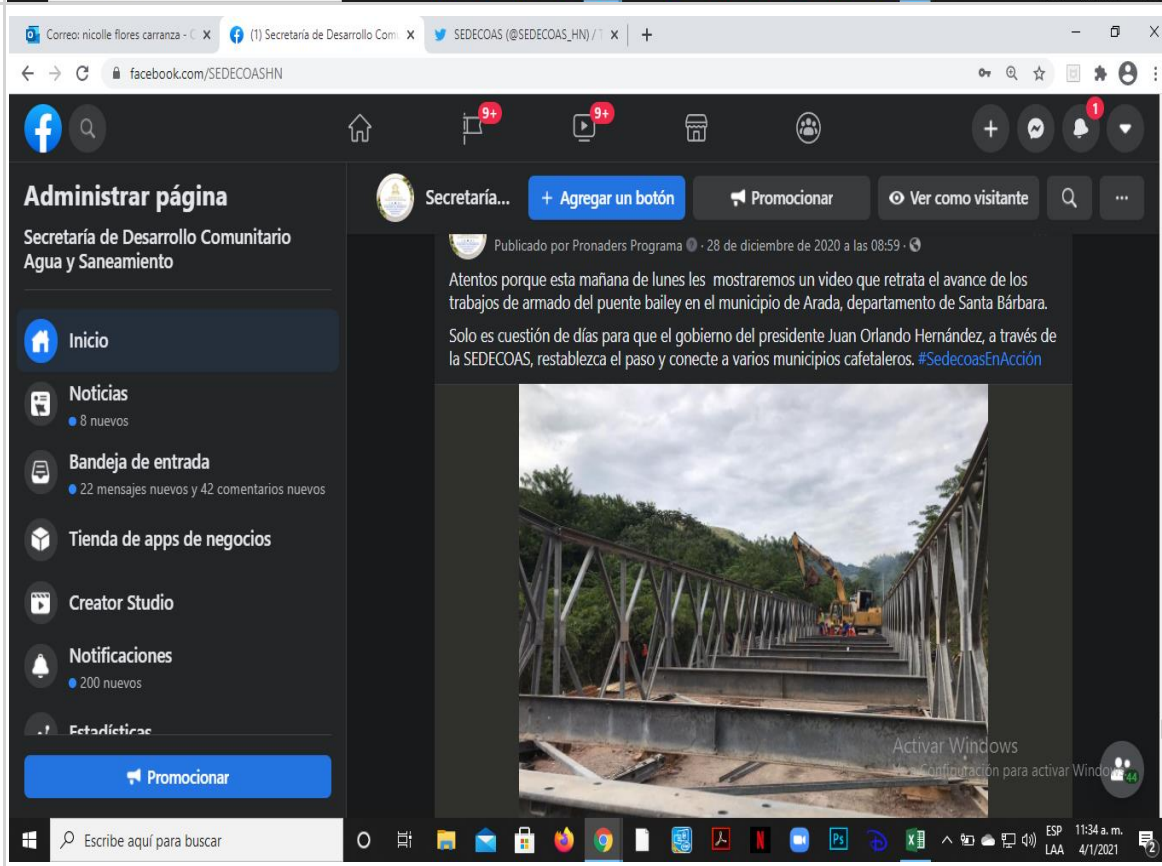 Correo: nicolle flores carranza -
(1) Secretaría de Desarrollo Com
SEDECOAS (@SEDECOAS_HN) /
facebook.com/SEDECOASHN
9+
9+
1
Administrar página
Secretaría de Desarrollo Comunitario
Agua y Saneamiento
Inicio
Noticias
8 nuevos
Bandeja de entrada
22 mensajes nuevos y 42 comentarios nuevos
Tienda de apps de negocios
Creator Studio
Notificaciones
200 nuevos
Estadísticas
Promocionar
Secretaría...
+ Agregar un botón
Promocionar
Ver como visitante
Publicado por Pronaders Programa · 28 de diciembre de 2020 a las 08:59 ·
Atentos porque esta mañana de lunes les mostraremos un video que retrata el avance de los
trabajos de armado del puente bailey en el municipio de Arada, departamento de Santa Bárbara.
Solo es cuestión de días para que el gobierno del presidente Juan Orlando Hernández, a través de
la SEDECOAS, restablezca el paso y conecte a varios municipios cafetaleros. #SedecoasEnAcción
Activar Windows
Configuración para activar Windo
44
Escribe aquí para buscar
Ps
ESP
LAA
11:34 a. m.
4/1/2021
2